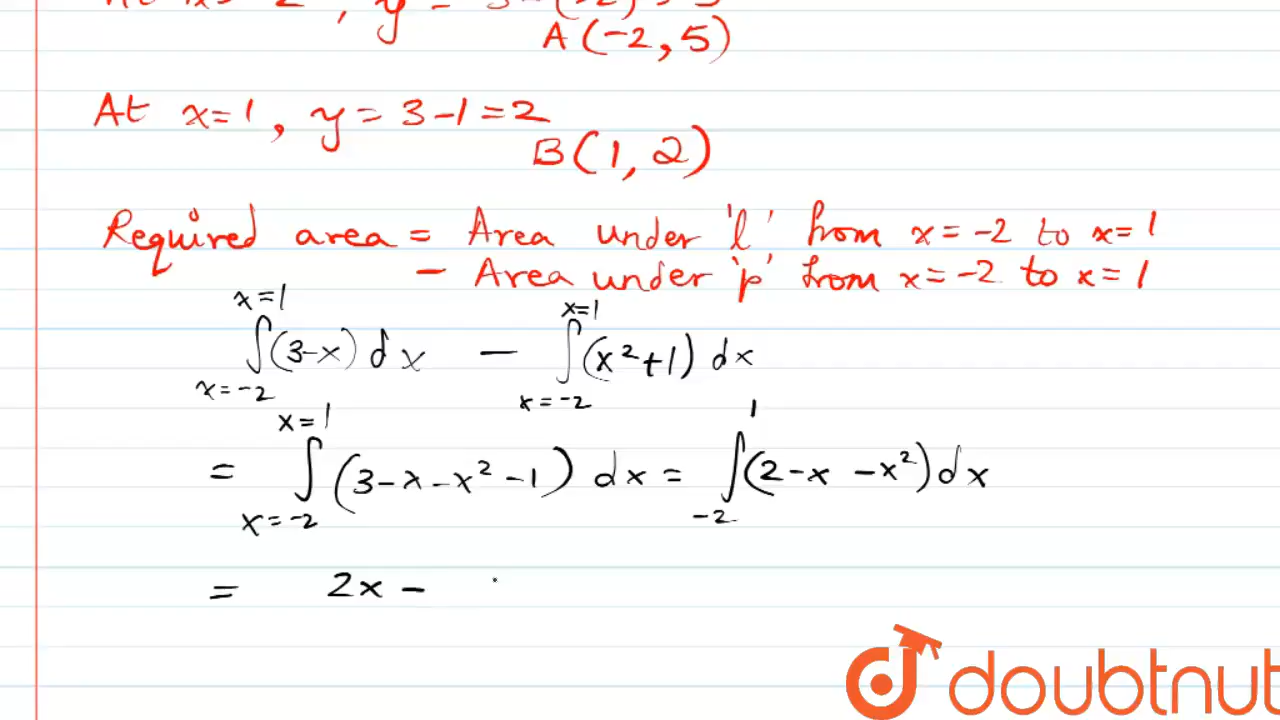 A(-2, 5)
At x=1, y = 3-1 = 2
B(1, 2)
Required area = Area under 'l' from x = -2 to x = 1
- Area under 'p' from x = -2 to x = 1
x=1 x=1
∫(3-x) dx - ∫(x²+1) dx
x=-2 x=-2
x=1 1
= ∫(3-x-x²-1) dx = ∫(2-x-x²)dx
x=-2 -2
= 2x -
doubtnut